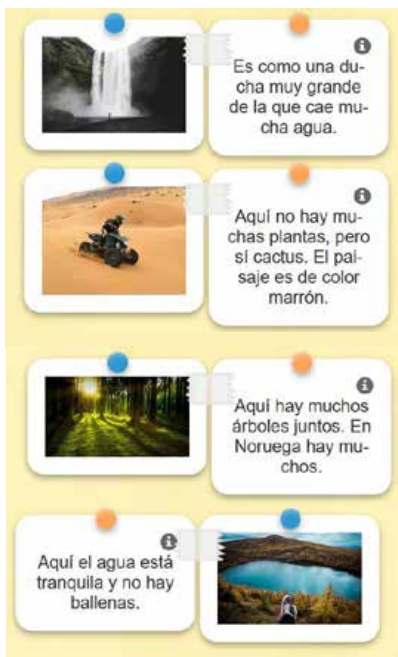 Es como una du-
cha muy grande
de la que cae mu-
cha agua.
Aquí no hay mu-
chas plantas, pero
sí cactus. El pai-
saje es de color
marrón.
Aquí hay muchos
árboles juntos. En
Noruega hay mu-
chos.
Aquí el agua está
tranquila y no hay
ballenas.